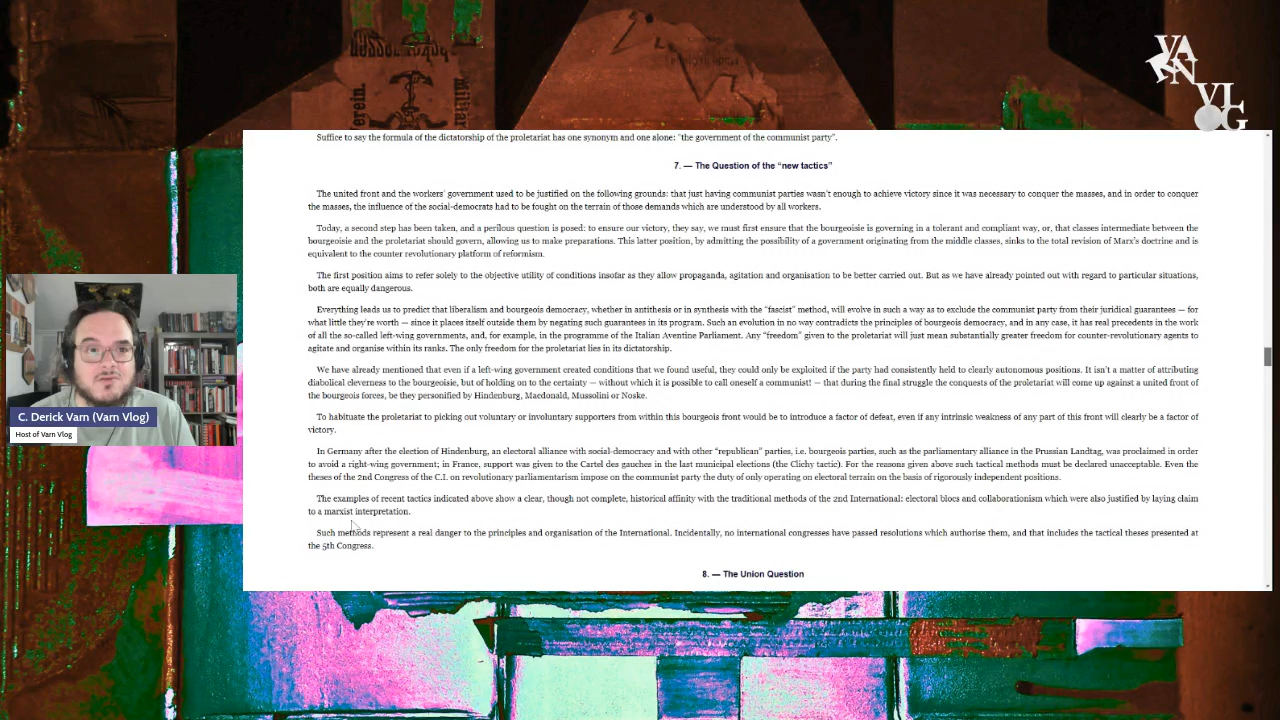 VA
RN
VLOG
Suffice to say the formula of the dictatorship of the proletariat has one synonym and one alone: "the government of the communist party".
7. — The Question of the "new tactics"
The united front and the workers' government used to be justified on the following grounds: that just having communist parties wasn't enough to achieve victory since it was necessary to conquer the masses, and in order to conquer
the masses, the influence of the social-democrats had to be fought on the terrain of those demands which are understood by all workers.
Today, a second step has been taken, and a perilous question is posed: to ensure our victory, they say, we must first ensure that the bourgeoisie is governing in a tolerant and compliant way, or, that classes intermediate between the
bourgeoisie and the proletariat should govern, allowing us to make preparations. This latter position, by admitting the possibility of a government originating from the middle classes, sinks to the total revision of Marx's doctrine and is
equivalent to the counter revolutionary platform of reformism.
The first position aims to refer solely to the objective utility of conditions insofar as they allow propaganda, agitation and organisation to be better carried out. But as we have already pointed out with regard to particular situations,
both are equally dangerous.
Everything leads us to predict that liberalism and bourgeois democracy, whether in antithesis or in synthesis with the "fascist" method, will evolve in such a way as to exclude the communist party from their juridical guarantees — for
what little they're worth — since it places itself outside them by negating such guarantees in its program. Such an evolution in no way contradicts the principles of bourgeois democracy, and in any case, it has real precedents in the work
of all the so-called left-wing governments, and, for example, in the programme of the Italian Aventine Parliament. Any "freedom" given to the proletariat will just mean substantially greater freedom for counter-revolutionary agents to
agitate and organise within its ranks. The only freedom for the proletariat lies in its dictatorship.
We have already mentioned that even if a left-wing government created conditions that we found useful, they could only be exploited if the party had consistently held to clearly autonomous positions. It isn't a matter of attributing
diabolical cleverness to the bourgeoisie, but of holding on to the certainty — without which it is possible to call oneself a communist! — that during the final struggle the conquests of the proletariat will come up against a united front of
the bourgeois forces, be they personified by Hindenburg, Macdonald, Mussolini or Noske.
To habituate the proletariat to picking out voluntary or involuntary supporters from within this bourgeois front would be to introduce a factor of defeat, even if any intrinsic weakness of any part of this front will clearly be a factor of
victory.
In Germany after the election of Hindenburg, an electoral alliance with social-democracy and with other "republican" parties, i.e. bourgeois parties, such as the parliamentary alliance in the Prussian Landtag, was proclaimed in order
to avoid a right-wing government; in France, support was given to the Cartel des gauches in the last municipal elections (the Clichy tactic). For the reasons given above such tactical methods must be declared unacceptable. Even the
theses of the 2nd Congress of the C.I. on revolutionary parliamentarism impose on the communist party the duty of only operating on electoral terrain on the basis of rigorously independent positions.
The examples of recent tactics indicated above show a clear, though not complete, historical affinity with the traditional methods of the 2nd International: electoral blocs and collaborationism which were also justified by laying claim
to a marxist interpretation.
Such methods represent a real danger to the principles and organisation of the International. Incidentally, no international congresses have passed resolutions which authorise them, and that includes the tactical theses presented at
the 5th Congress.
8. — The Union Question
C. Derick Varn (Varn Vlog)
Host of Varn Vlog